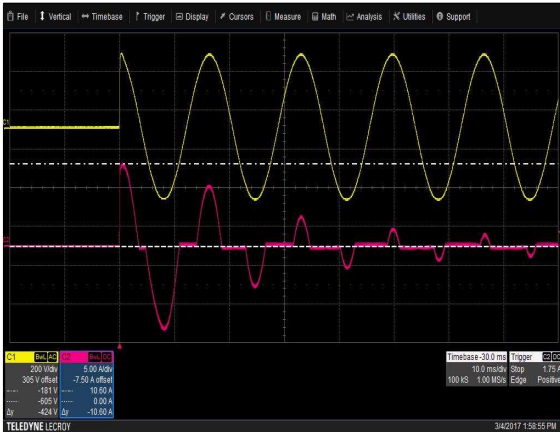 File Vertical Timebase Trigger Display Cursors Measure Math Analysis Utilities Support
C1
C1 BwL AC
200 V/div
305 V offset
-181 V
-605 V
Δy -424 V
C2 BwL DC
5.00 A/div
-7.50 A offset
10.60 A
0.00 A
Δy -10.60 A
Timebase -30.0 ms
10.0 ms/div
100 kS 1.00 MS/s
Trigger C2 DC
Stop 1.75 A
Edge Positive
TELEDYNE LECROY
3/4/2017 1:58:55 PM